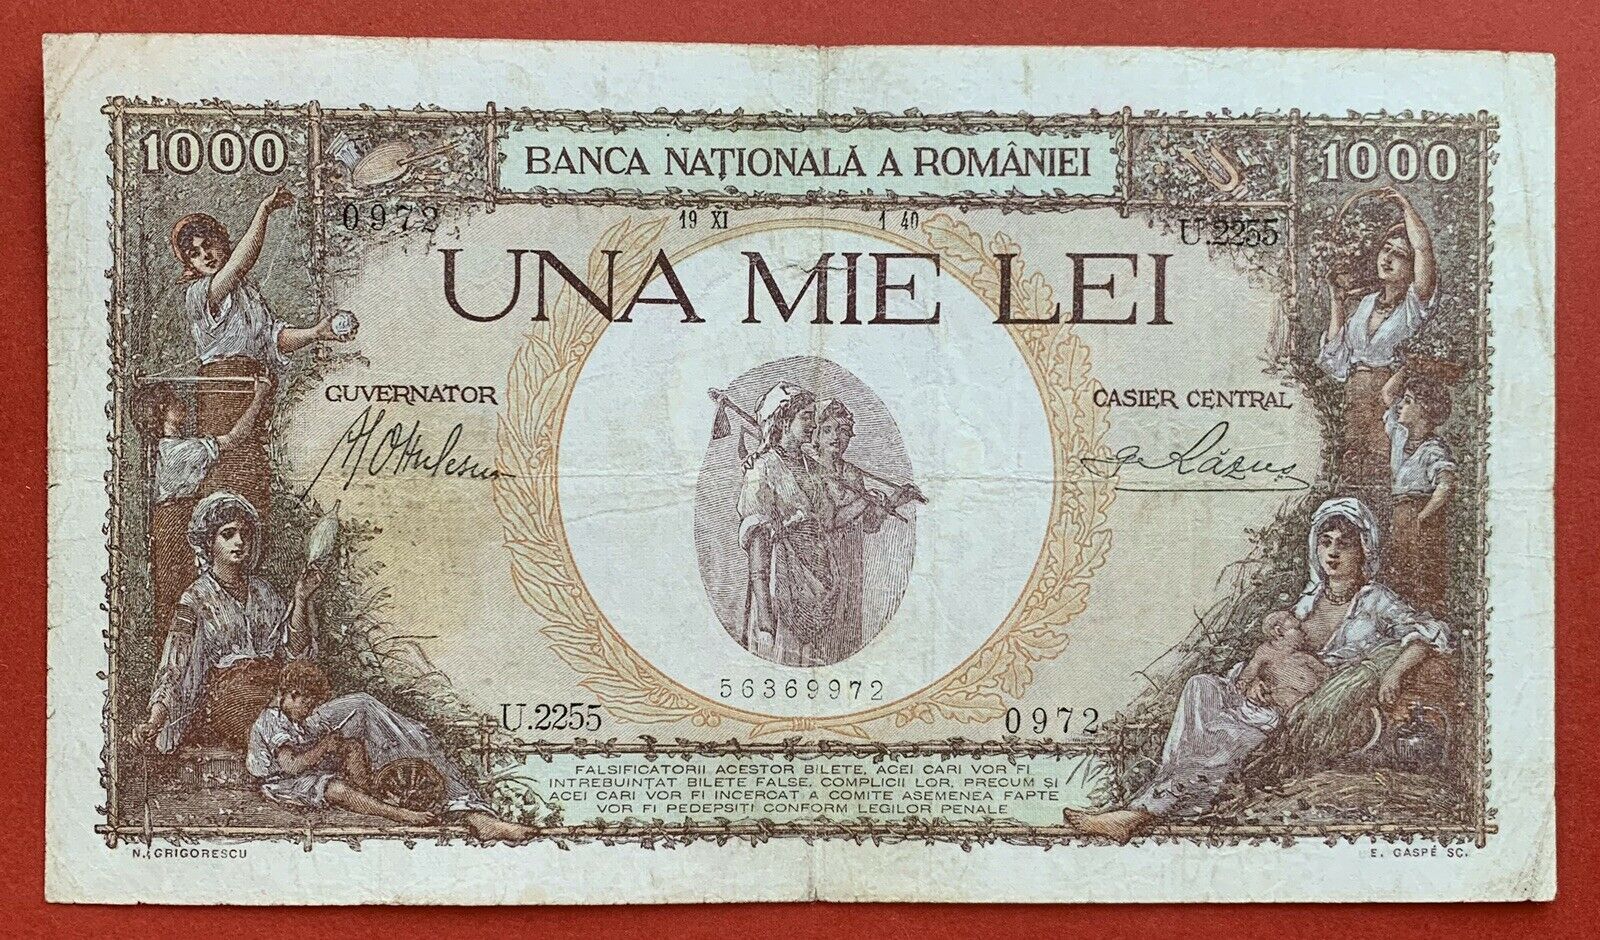 1000 BANCA NAȚIONALĂ A ROMÂNIEI 1000
0972 19 XI 1 40 U.2255
UNA MIE LEI
GUVERNATOR CASIER CENTRAL
56369972
U.2255 0972
FALSIFICATORII ACESTOR BILETE, ACEI CARI VOR FI
INTREBUINȚAT BILETE FALSE, COMPLICII LOR, PRECUM ȘI
ACEI CARI VOR FI INCERCAT A COMITE ASEMENEA FAPTE
VOR FI PEDEPSIȚI CONFORM LEGILOR PENALE
N. GRIGORESCU E. GASPÉ SC.